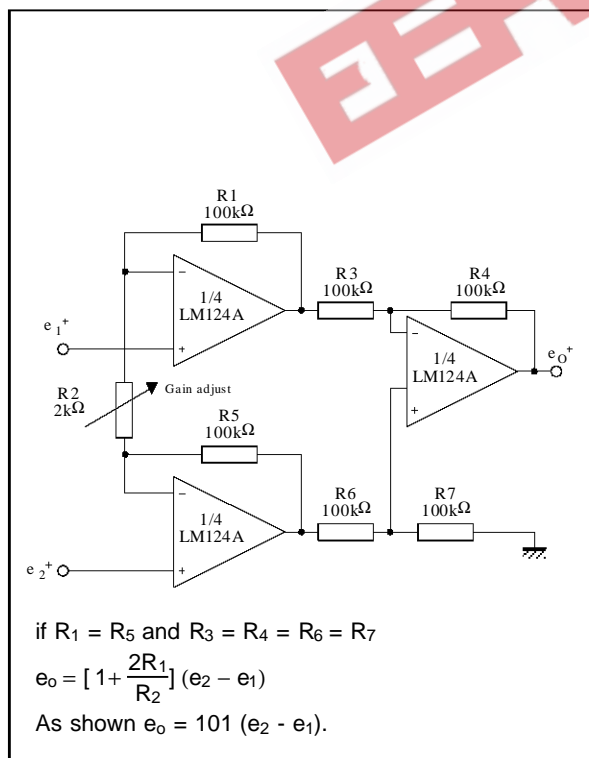 EE
R1
100kΩ
1/4
LM124A
R3
100kΩ
R4
100kΩ
e1+
1/4
LM124A
eO+
R2
2kΩ
Gain adjust
R5
100kΩ
1/4
LM124A
R6
100kΩ
R7
100kΩ
e2+
if R1 = R5 and R3 = R4 = R6 = R7
eo = [ 1+ 2R1/R2 ] (e2 − e1)
As shown eo = 101 (e2 - e1).